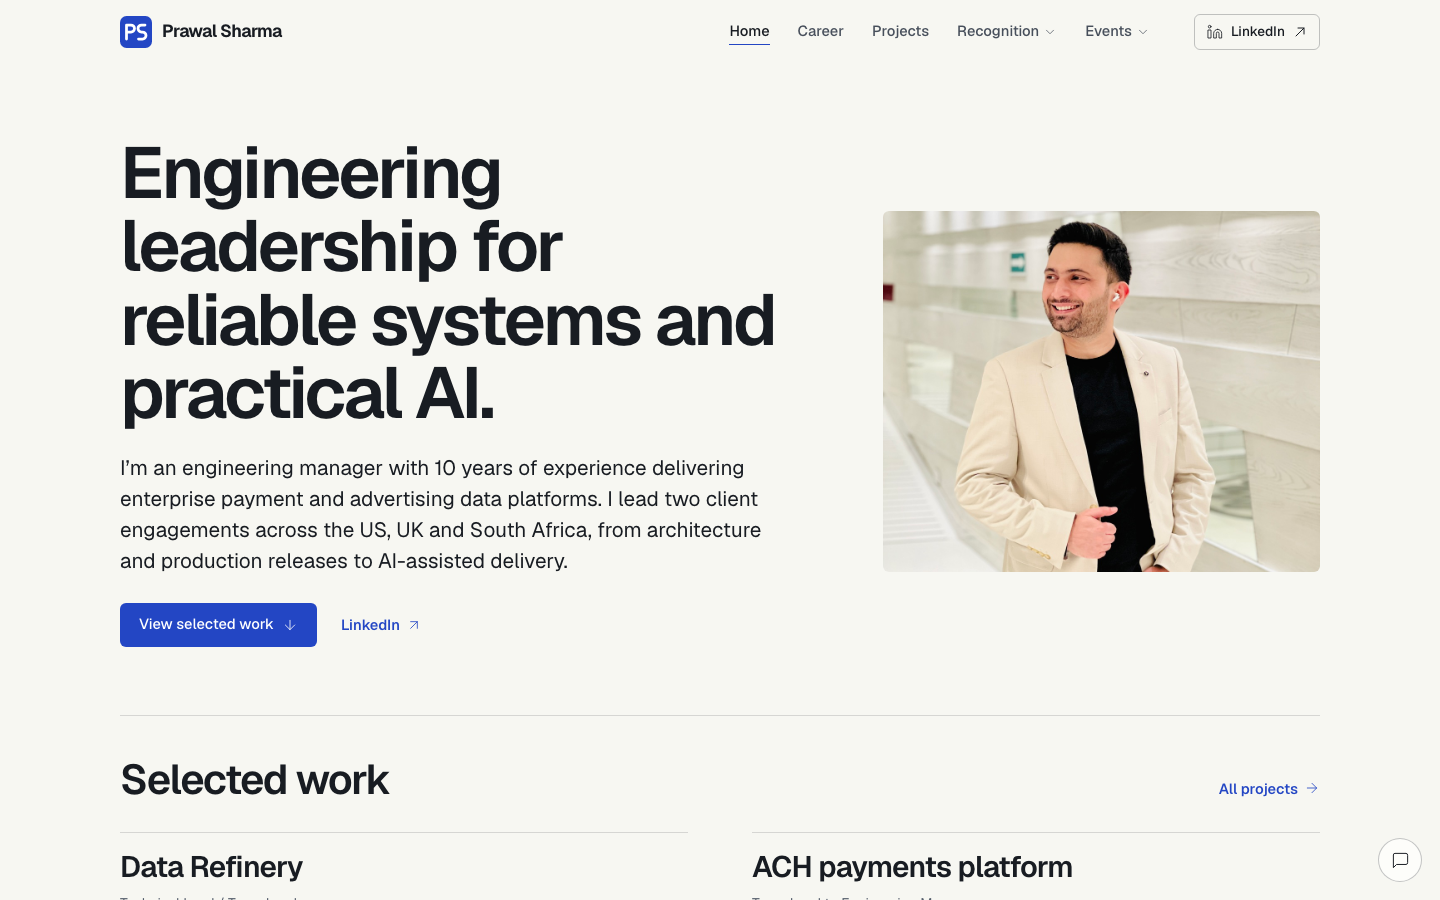 PS Prawal Sharma
Home Career Projects Recognition Events LinkedIn
Engineering
leadership for
reliable systems and
practical AI.
I’m an engineering manager with 10 years of experience delivering
enterprise payment and advertising data platforms. I lead two client
engagements across the US, UK and South Africa, from architecture
and production releases to AI-assisted delivery.
View selected work LinkedIn
Selected work
All projects
Data Refinery
ACH payments platform